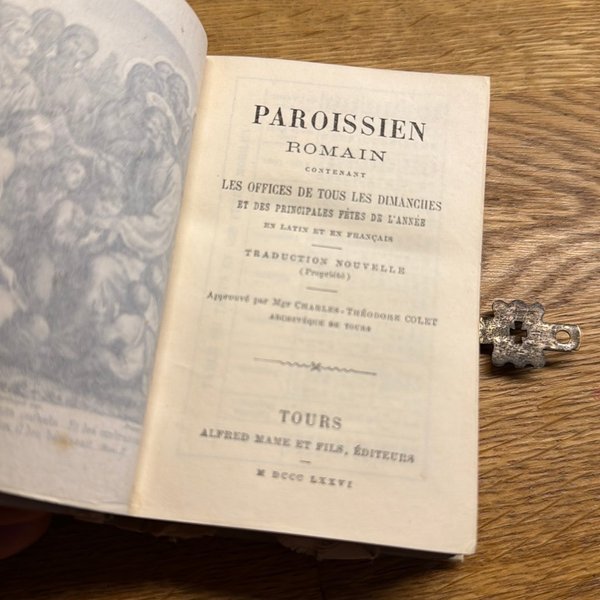 PAROISSIEN
ROMAIN
CONTENANT
LES OFFICES DE TOUS LES DIMANCHES
ET DES PRINCIPALES FÊTES DE L'ANNÉE
EN LATIN ET EN FRANÇAIS
TRADUCTION NOUVELLE
(Propriété)
Approuvé par Mgr CHARLES-THÉODORE COLET
ARCHEVÊQUE DE TOURS
TOURS
ALFRED MAME ET FILS, ÉDITEURS
M DCCC LXXVI